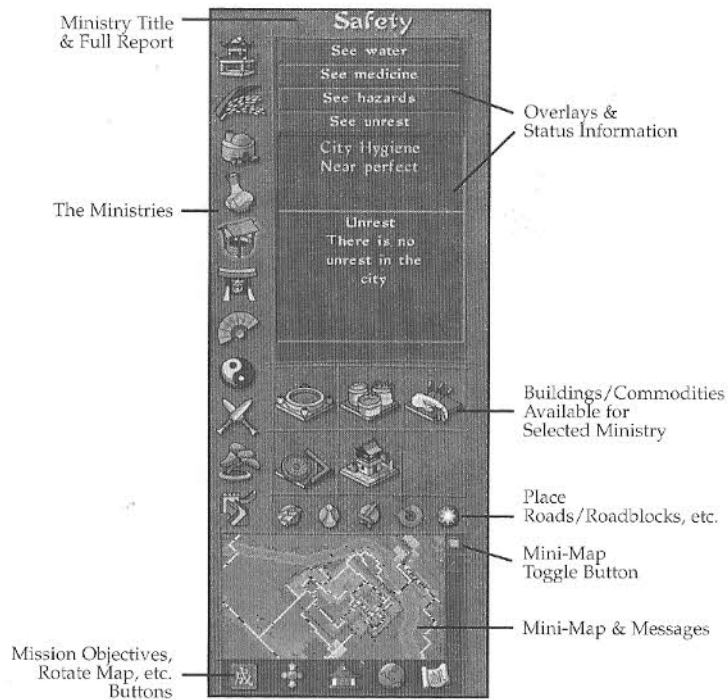 Ministry Title
& Full Report
Safety
See water
See medicine
See hazards
See unrest
City Hygiene
Near perfect
Overlays &
Status Information
The Ministries
Unrest
There is no
unrest in the
city
Buildings/Commodities
Available for
Selected Ministry
Place
Roads/Roadblocks, etc.
Mini-Map
Toggle Button
Mini-Map & Messages
Mission Objectives,
Rotate Map, etc.
Buttons